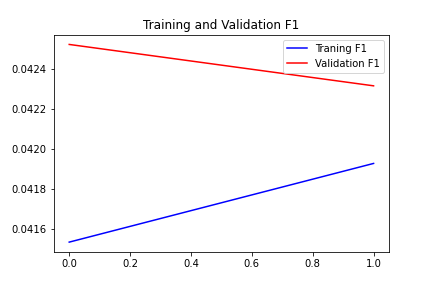 Training and Validation F1
Traning F1
Validation F1
0.0424
0.0422
0.0420
0.0418
0.0416
0.0 0.2 0.4 0.6 0.8 1.0